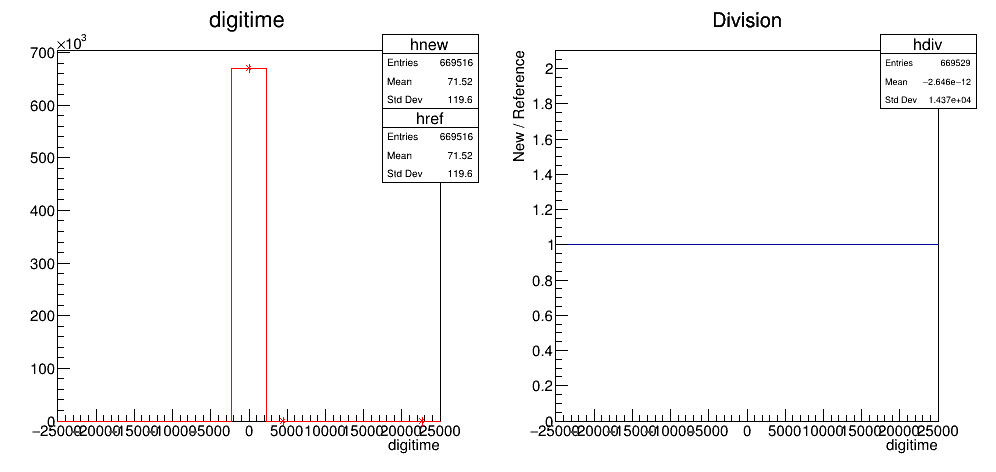 digitime
×10³
hnew
Entries 669516
Mean 71.52
Std Dev 119.6
href
Entries 669516
Mean 71.52
Std Dev 119.6
700
600
500
400
300
200
100
0
−25000 −20000 −15000 −10000 −5000 0 5000 10000 15000 20000 25000
digitime
Division
hdiv
Entries 669529
Mean −2.646e−12
Std Dev 1.437e+04
New / Reference
2
1.8
1.6
1.4
1.2
1
0.8
0.6
0.4
0.2
0
−25000 −20000 −15000 −10000 −5000 0 5000 10000 15000 20000 25000
digitime